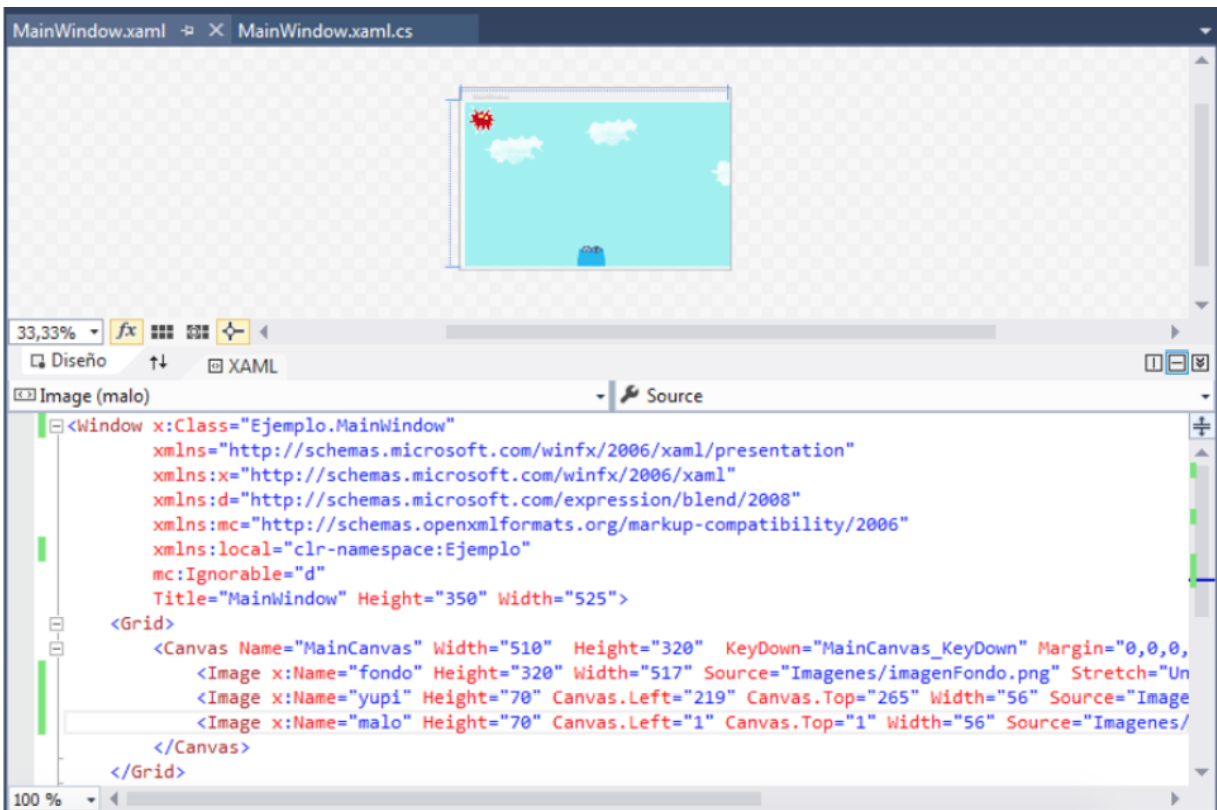 MainWindow.xaml MainWindow.xaml.cs
MainWindow
33,33% fx
Diseño XAML
Image (malo) Source
<Window x:Class="Ejemplo.MainWindow"
xmlns="http://schemas.microsoft.com/winfx/2006/xaml/presentation"
xmlns:x="http://schemas.microsoft.com/winfx/2006/xaml"
xmlns:d="http://schemas.microsoft.com/expression/blend/2008"
xmlns:mc="http://schemas.openxmlformats.org/markup-compatibility/2006"
xmlns:local="clr-namespace:Ejemplo"
mc:Ignorable="d"
Title="MainWindow" Height="350" Width="525">
<Grid>
<Canvas Name="MainCanvas" Width="510"  Height="320"  KeyDown="MainCanvas_KeyDown" Margin="0,0,0,
<Image x:Name="fondo" Height="320" Width="517" Source="Imagenes/imagenFondo.png" Stretch="Un
<Image x:Name="yupi" Height="70" Canvas.Left="219" Canvas.Top="265" Width="56" Source="Image
<Image x:Name="malo" Height="70" Canvas.Left="1" Canvas.Top="1" Width="56" Source="Imagenes/
</Canvas>
</Grid>
100 %